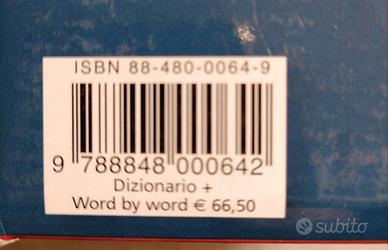 ISBN 88-480-0064-9
9 788848 000642
Dizionario +
Word by word € 66,50
subito